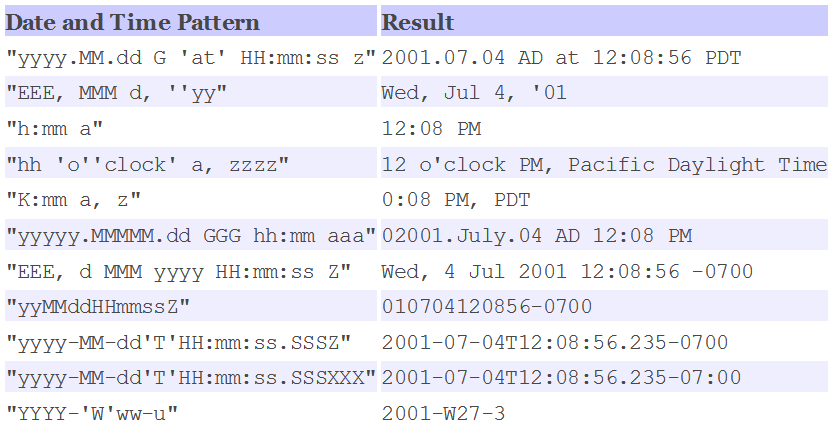 Date and Time Pattern Result
"yyyy.MM.dd G 'at' HH:mm:ss z" 2001.07.04 AD at 12:08:56 PDT
"EEE, MMM d, ''yy" Wed, Jul 4, '01
"h:mm a" 12:08 PM
"hh 'o''clock' a, zzzz" 12 o'clock PM, Pacific Daylight Time
"K:mm a, z" 0:08 PM, PDT
"yyyyy.MMMMM.dd GGG hh:mm aaa" 02001.July.04 AD 12:08 PM
"EEE, d MMM yyyy HH:mm:ss Z" Wed, 4 Jul 2001 12:08:56 -0700
"yyMMddHHmmssZ" 010704120856-0700
"yyyy-MM-dd'T'HH:mm:ss.SSSZ" 2001-07-04T12:08:56.235-0700
"yyyy-MM-dd'T'HH:mm:ss.SSSXXX" 2001-07-04T12:08:56.235-07:00
"YYYY-'W'ww-u" 2001-W27-3